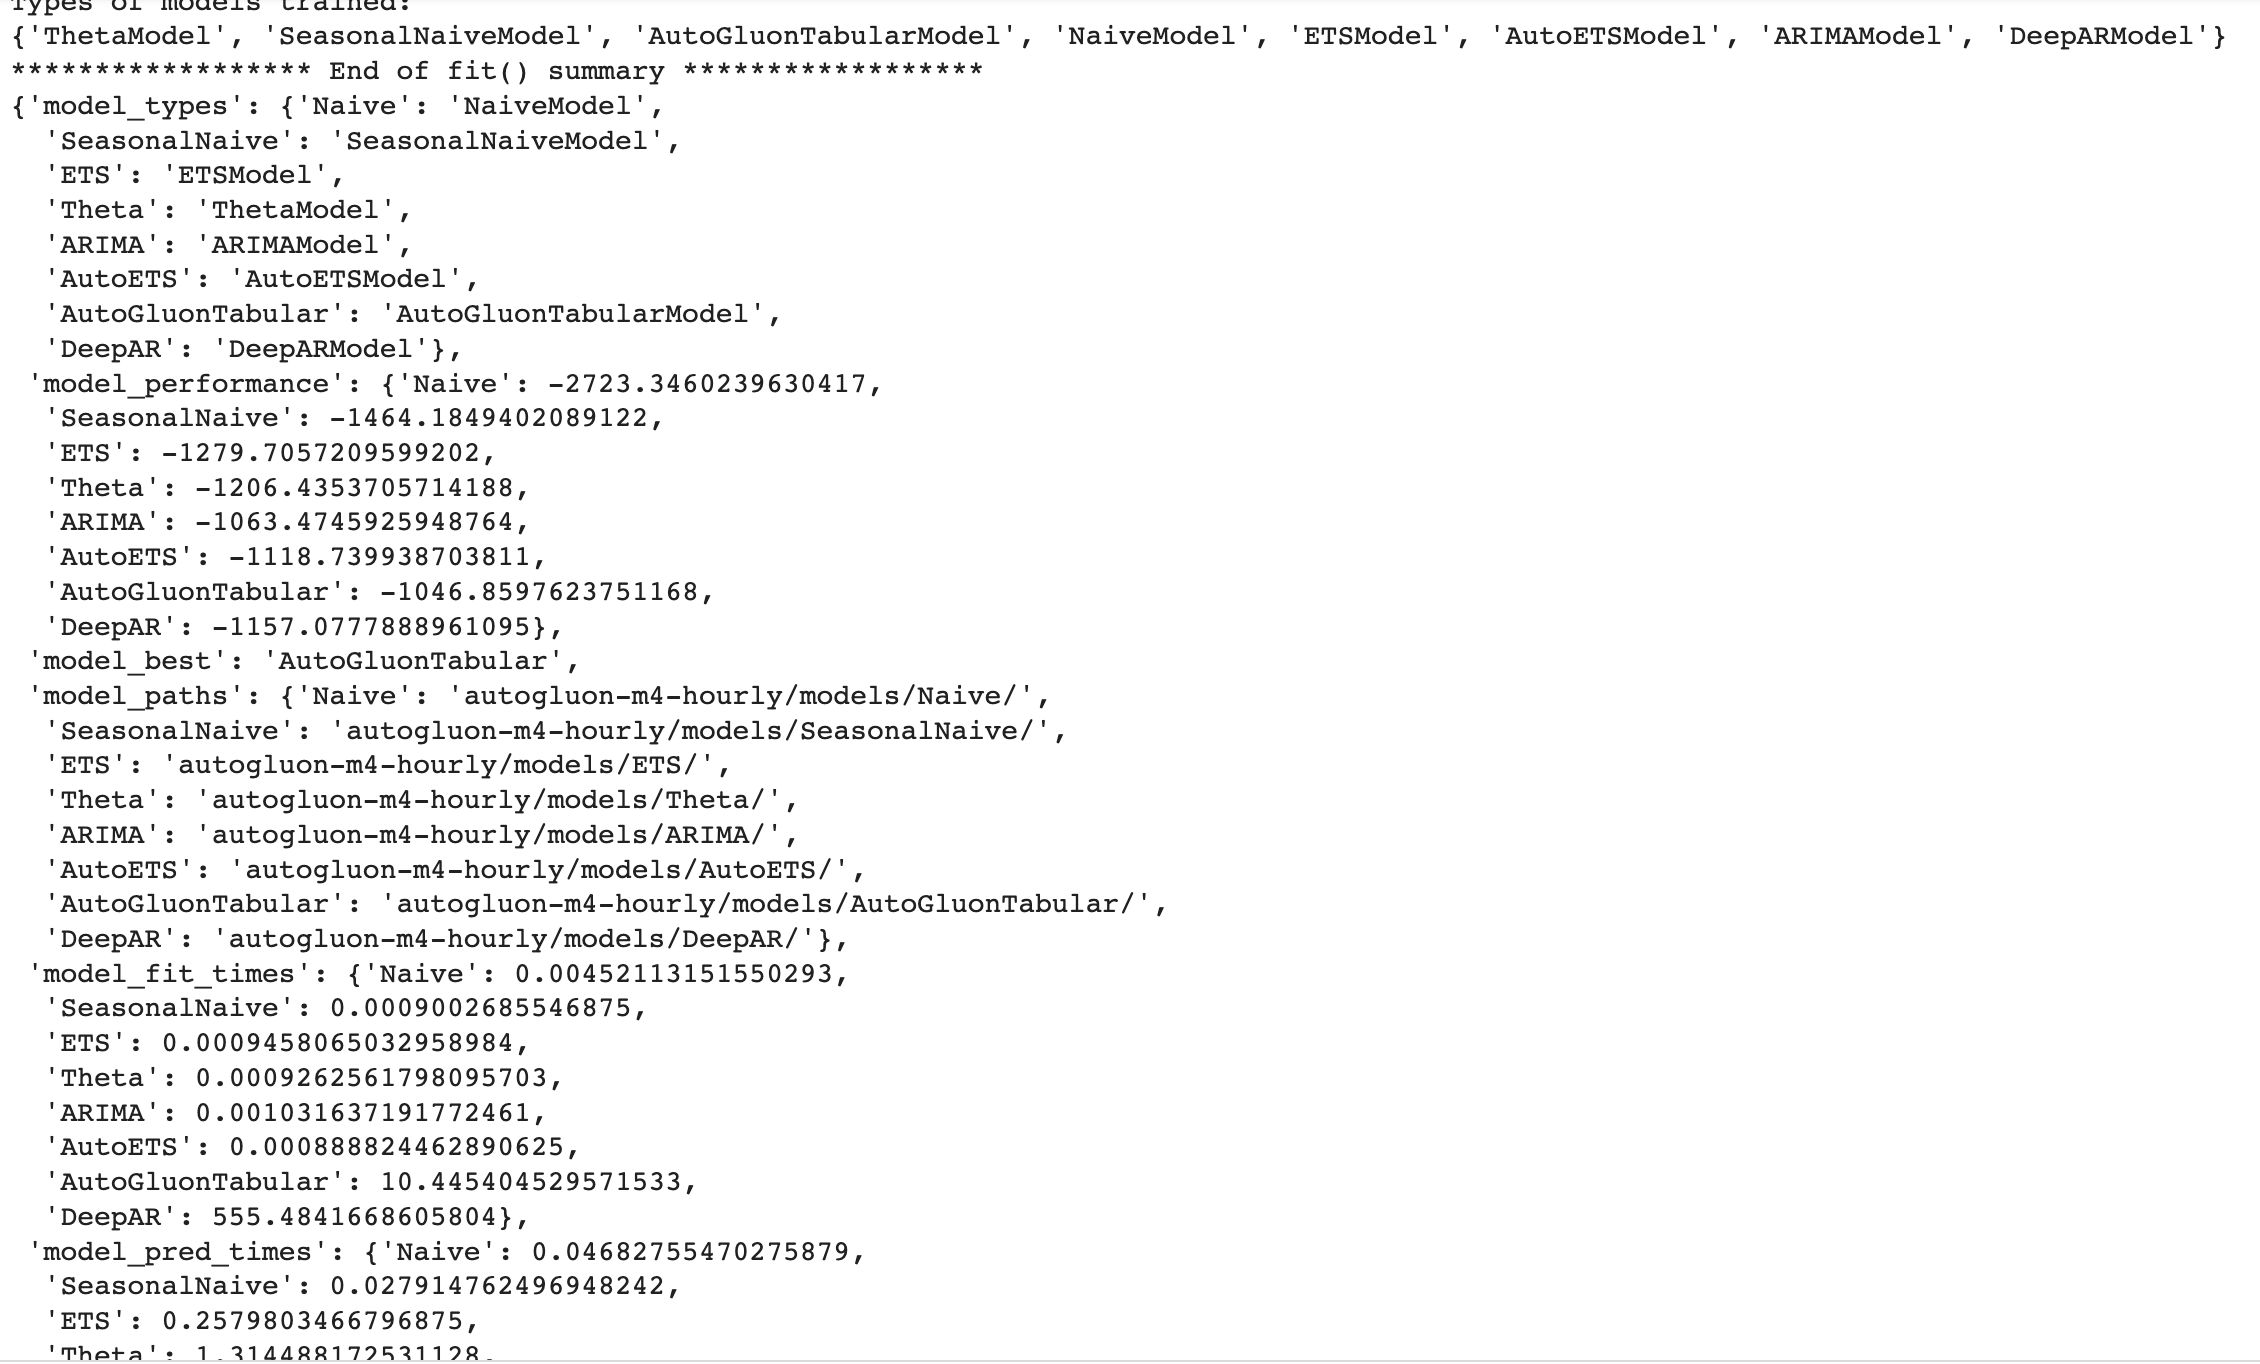 Types of models trained:
{'ThetaModel', 'SeasonalNaiveModel', 'AutoGluonTabularModel', 'NaiveModel', 'ETSModel', 'AutoETSModel', 'ARIMAModel', 'DeepARModel'}
****************** End of fit() summary ******************
{'model_types': {'Naive': 'NaiveModel',
  'SeasonalNaive': 'SeasonalNaiveModel',
  'ETS': 'ETSModel',
  'Theta': 'ThetaModel',
  'ARIMA': 'ARIMAModel',
  'AutoETS': 'AutoETSModel',
  'AutoGluonTabular': 'AutoGluonTabularModel',
  'DeepAR': 'DeepARModel'},
 'model_performance': {'Naive': -2723.3460239630417,
  'SeasonalNaive': -1464.1849402089122,
  'ETS': -1279.7057209599202,
  'Theta': -1206.4353705714188,
  'ARIMA': -1063.4745925948764,
  'AutoETS': -1118.739938703811,
  'AutoGluonTabular': -1046.8597623751168,
  'DeepAR': -1157.0777888961095},
 'model_best': 'AutoGluonTabular',
 'model_paths': {'Naive': 'autogluon-m4-hourly/models/Naive/',
  'SeasonalNaive': 'autogluon-m4-hourly/models/SeasonalNaive/',
  'ETS': 'autogluon-m4-hourly/models/ETS/',
  'Theta': 'autogluon-m4-hourly/models/Theta/',
  'ARIMA': 'autogluon-m4-hourly/models/ARIMA/',
  'AutoETS': 'autogluon-m4-hourly/models/AutoETS/',
  'AutoGluonTabular': 'autogluon-m4-hourly/models/AutoGluonTabular/',
  'DeepAR': 'autogluon-m4-hourly/models/DeepAR/'},
 'model_fit_times': {'Naive': 0.00452113151550293,
  'SeasonalNaive': 0.0009002685546875,
  'ETS': 0.0009458065032958984,
  'Theta': 0.0009262561798095703,
  'ARIMA': 0.001031637191772461,
  'AutoETS': 0.000888824462890625,
  'AutoGluonTabular': 10.445404529571533,
  'DeepAR': 555.4841668605804},
 'model_pred_times': {'Naive': 0.04682755470275879,
  'SeasonalNaive': 0.027914762496948242,
  'ETS': 0.2579803466796875,
  'Theta': 1.314488172531128,